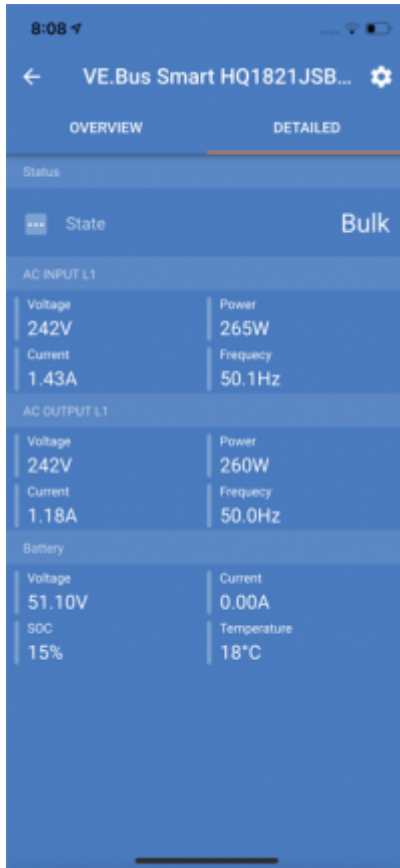 8:08
VE.Bus Smart HQ1821JSB...
OVERVIEW DETAILED
Status
State Bulk
AC INPUT L1
Voltage Power
242V 265W
Current Frequecy
1.43A 50.1Hz
AC OUTPUT L1
Voltage Power
242V 260W
Current Frequecy
1.18A 50.0Hz
Battery
Voltage Current
51.10V 0.00A
SOC Temperature
15% 18°C